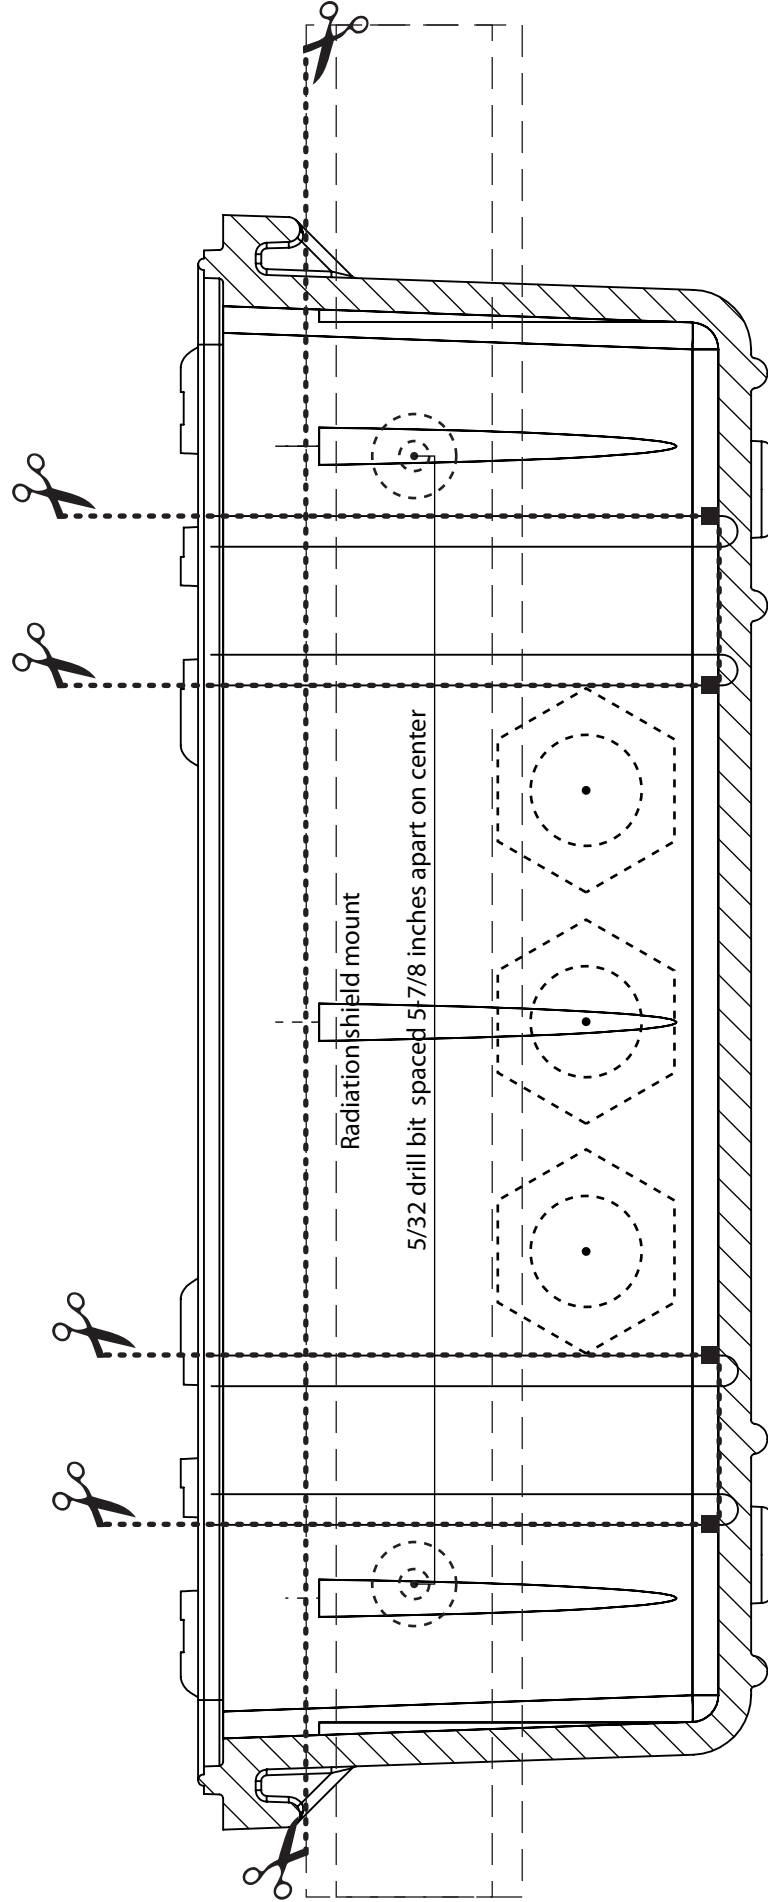 Radiation shield mount
5/32 drill bit  spaced 5-7/8 inches apart on center